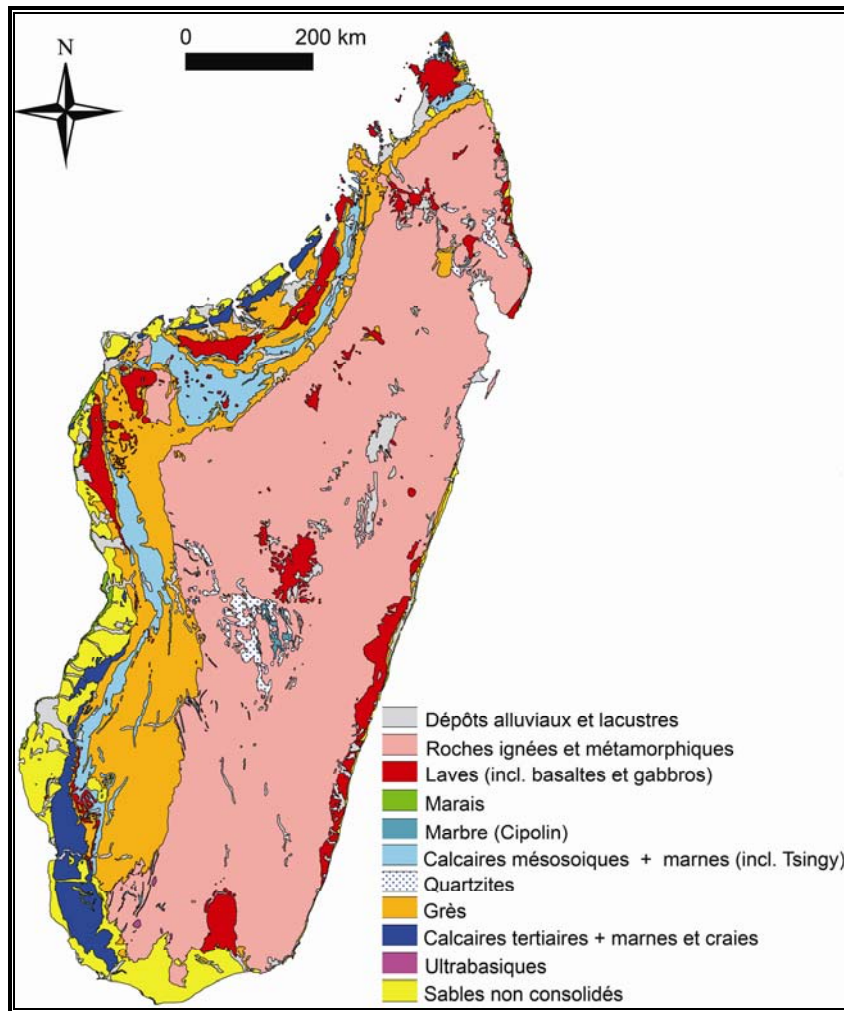 0 200 km
N
Dépôts alluviaux et lacustres
Roches ignées et métamorphiques
Laves (incl. basaltes et gabbros)
Marais
Marbre (Cipolin)
Calcaires mésosoiques + marnes (incl. Tsingy)
Quartzites
Grès
Calcaires tertiaires + marnes et craies
Ultrabasiques
Sables non consolidés